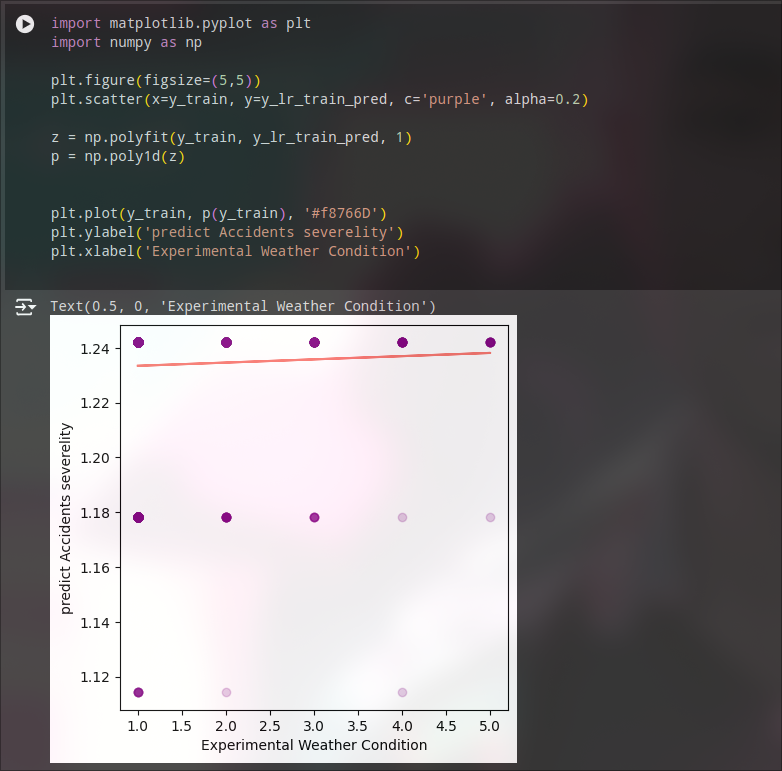 import matplotlib.pyplot as plt
import numpy as np
plt.figure(figsize=(5,5))
plt.scatter(x=y_train, y=y_lr_train_pred, c='purple', alpha=0.2)
z = np.polyfit(y_train, y_lr_train_pred, 1)
p = np.poly1d(z)
plt.plot(y_train, p(y_train), '#f8766D')
plt.ylabel('predict Accidents severelity')
plt.xlabel('Experimental Weather Condition')
Text(0.5, 0, 'Experimental Weather Condition')
1.24
1.22
1.20
1.18
1.16
1.14
1.12
predict Accidents severelity
1.0 1.5 2.0 2.5 3.0 3.5 4.0 4.5 5.0
Experimental Weather Condition